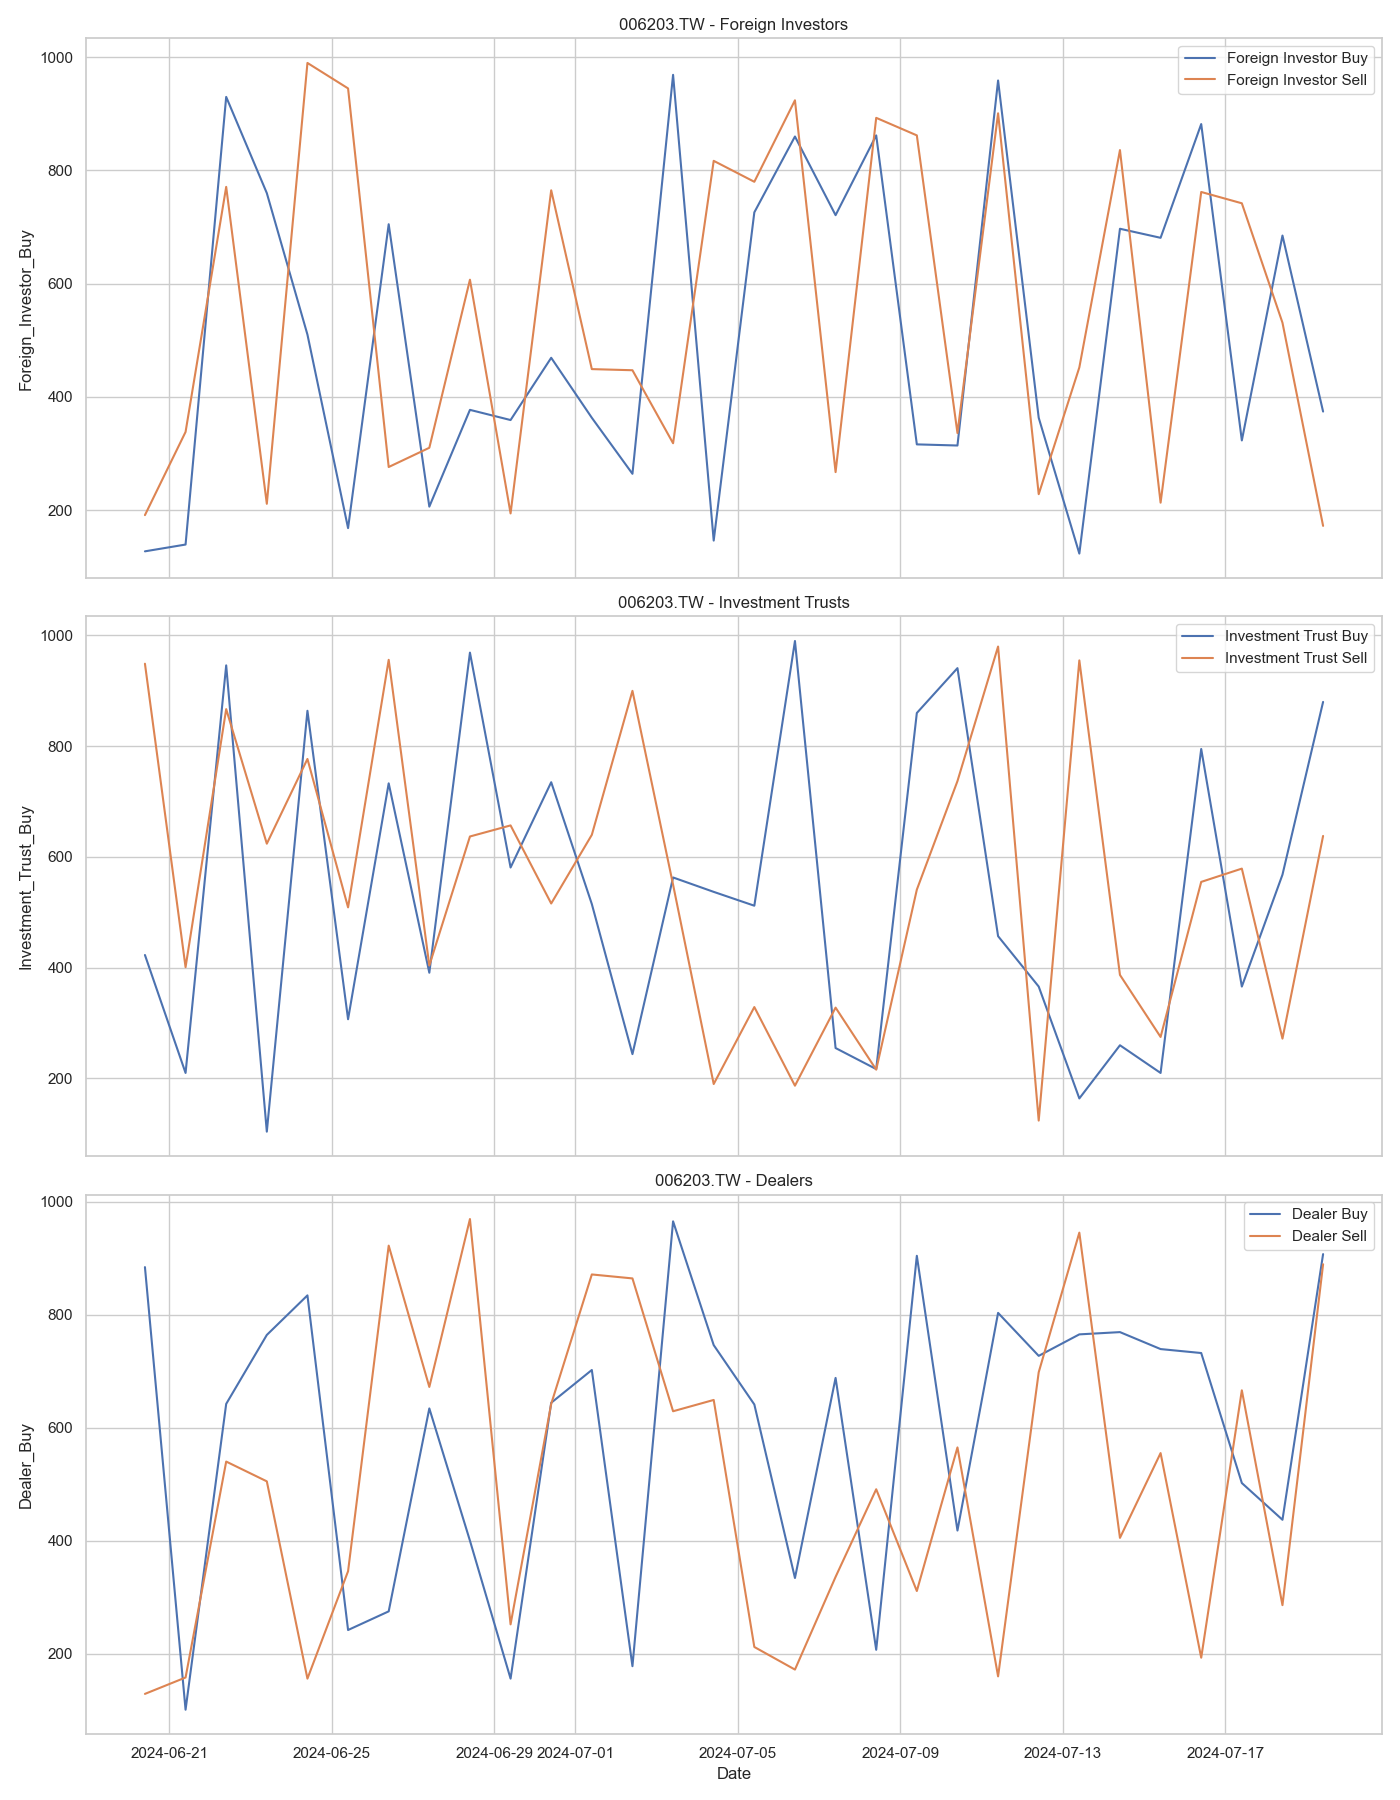 006203.TW - Foreign Investors
1000
800
600
400
200
Foreign_Investor_Buy
Foreign Investor Buy
Foreign Investor Sell
006203.TW - Investment Trusts
1000
800
600
400
200
Investment_Trust_Buy
Investment Trust Buy
Investment Trust Sell
006203.TW - Dealers
1000
800
600
400
200
Dealer_Buy
Dealer Buy
Dealer Sell
2024-06-21 2024-06-25 2024-06-29 2024-07-01 2024-07-05 2024-07-09 2024-07-13 2024-07-17
Date